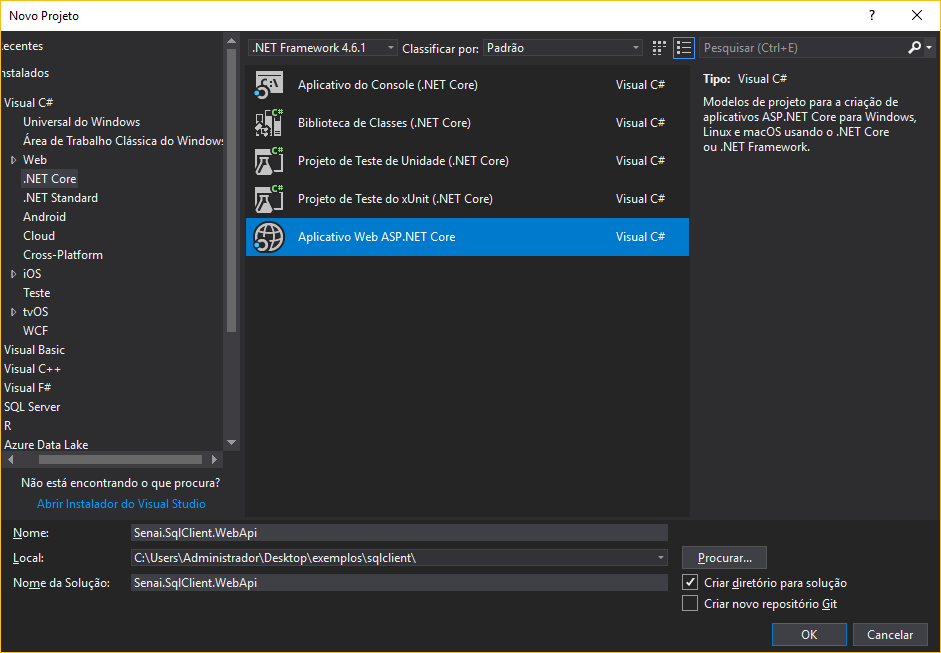 Novo Projeto
ecentes
nstalados
Visual C#
Universal do Windows
Área de Trabalho Clássica do Windows
Web
.NET Core
.NET Standard
Android
Cloud
Cross-Platform
iOS
Teste
tvOS
WCF
Visual Basic
Visual C++
Visual F#
SQL Server
R
Azure Data Lake
Não está encontrando o que procura?
Abrir Instalador do Visual Studio
.NET Framework 4.6.1
Classificar por: Padrão
Pesquisar (Ctrl+E)
Aplicativo do Console (.NET Core) Visual C#
Biblioteca de Classes (.NET Core) Visual C#
Projeto de Teste de Unidade (.NET Core) Visual C#
Projeto de Teste do xUnit (.NET Core) Visual C#
Aplicativo Web ASP.NET Core Visual C#
Tipo: Visual C#
Modelos de projeto para a criação de
aplicativos ASP.NET Core para Windows,
Linux e macOS usando o .NET Core
ou .NET Framework.
Nome: Senai.SqlClient.WebApi
Local: C:\Users\Administrador\Desktop\exemplos\sqlclient\
Procurar...
Nome da Solução: Senai.SqlClient.WebApi
Criar diretório para solução
Criar novo repositório Git
OK Cancelar